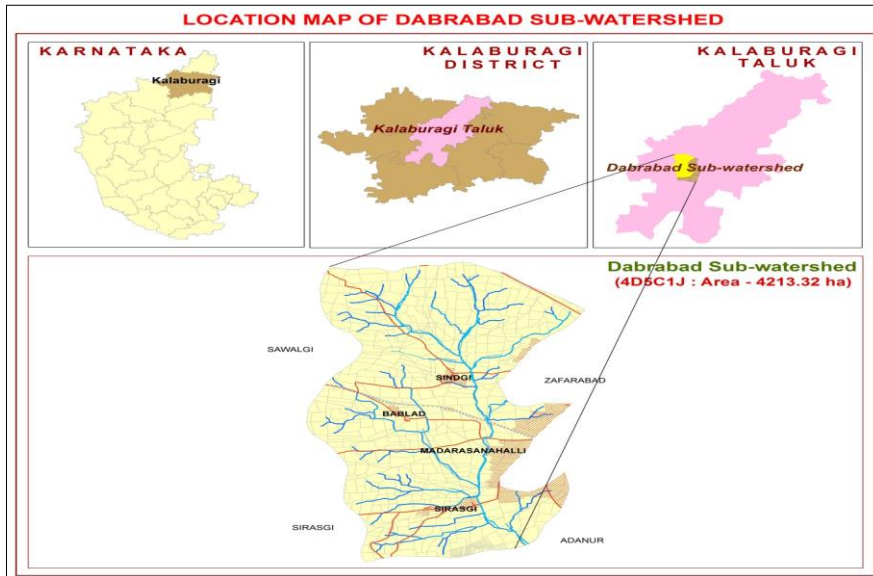 LOCATION MAP OF DABRABAD SUB-WATERSHED
KARNATAKA
Kalaburagi
KALABURAGI
DISTRICT
Kalaburagi Taluk
KALABURAGI
TALUK
Dabrabad Sub-watershed
Dabrabad Sub-watershed
(4D5C1J : Area - 4213.32 ha)
SAWALGI
SINDGI
ZAFARABAD
BABLAD
MADARASANAHALLI
SIRASGI
SIRASGI
ADANUR